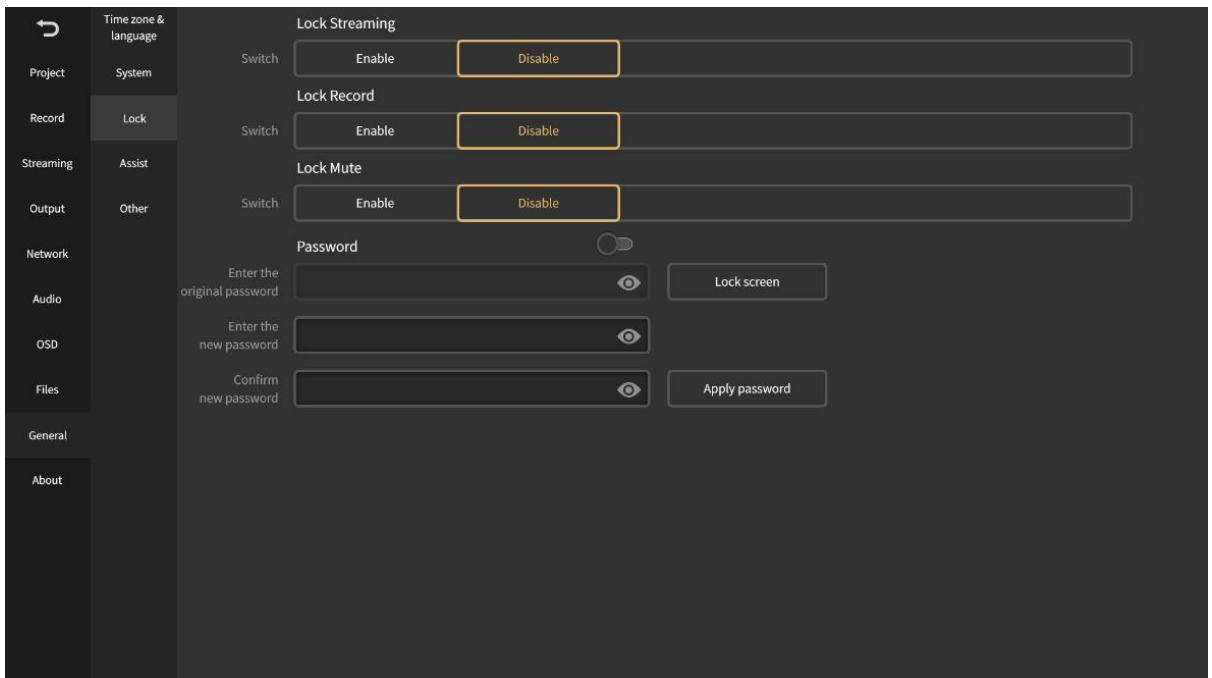 Project
Record
Streaming
Output
Network
Audio
OSD
Files
General
About
Time zone &
language
System
Lock
Assist
Other
Lock Streaming
Switch Enable Disable
Lock Record
Switch Enable Disable
Lock Mute
Switch Enable Disable
Password
Enter the
original password
Lock screen
Enter the
new password
Confirm
new password
Apply password